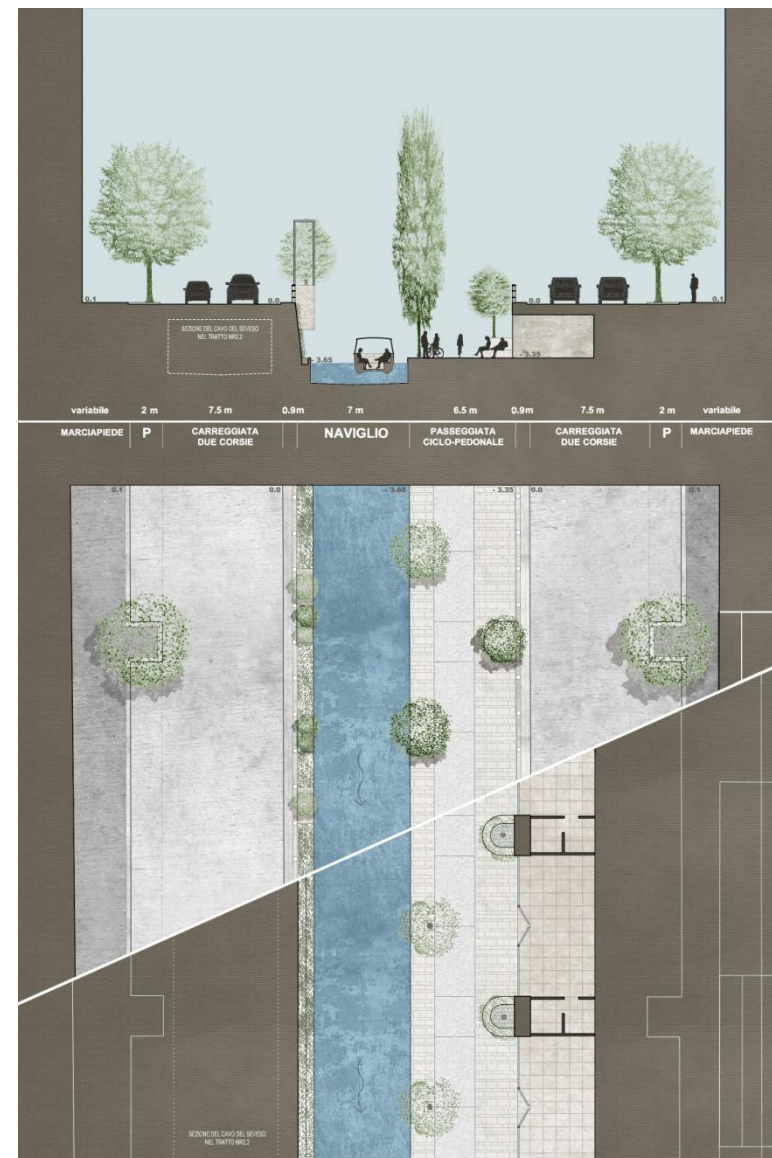 0.1
0.0
SEZIONE DEL CAVO DEL SEVESO
NEL TRATTO MR2.2
- 3.65
- 3.35
0.0
0.1
variabile 2 m 7.5 m 0.9m 7 m 6.5 m 0.9m 7.5 m 2 m variabile
MARCIAPIEDE P CARREGGIATA DUE CORSIE NAVIGLIO PASSEGGIATA CICLO-PEDONALE CARREGGIATA DUE CORSIE P MARCIAPIEDE
0.1 0.0 - 3.65 - 3.35 0.0 0.1
SEZIONE DEL CAVO DEL SEVESO
NEL TRATTO MR2.2